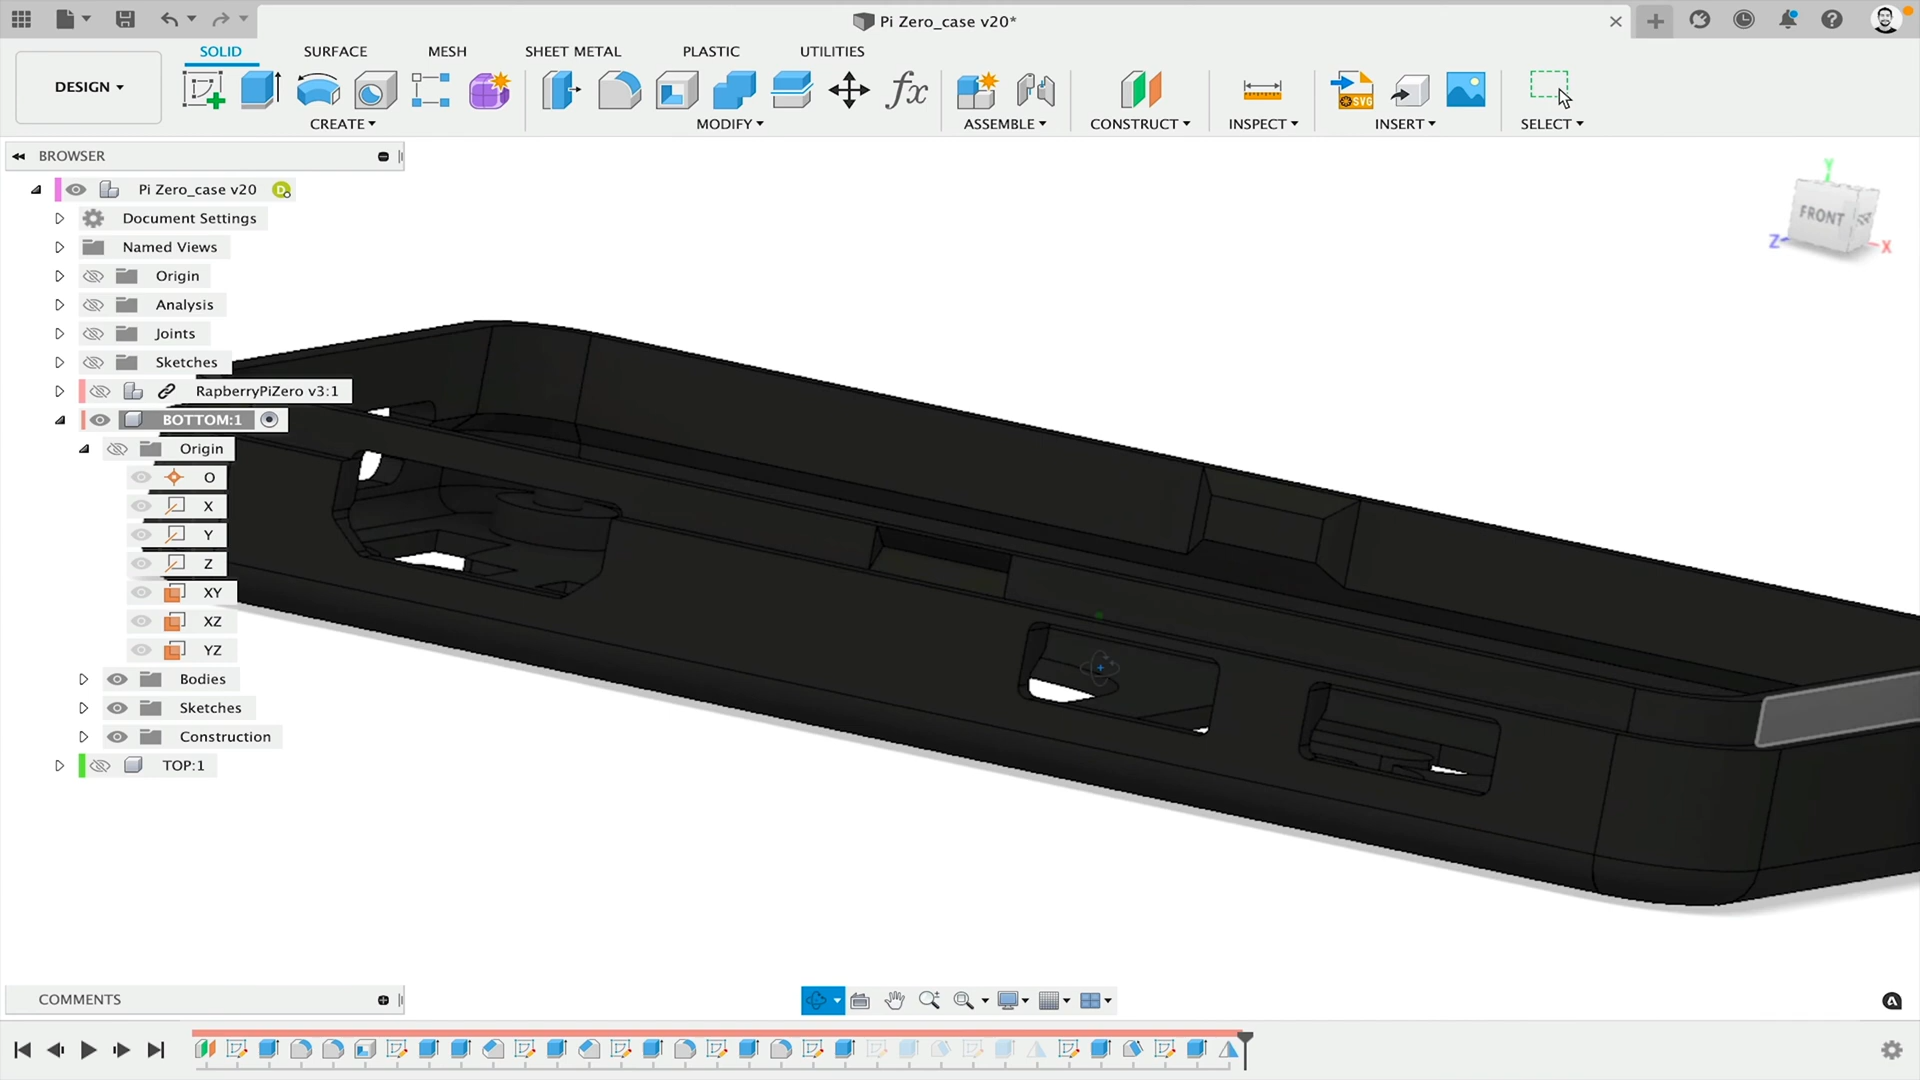 Pi Zero_case v20*
SOLID SURFACE MESH SHEET METAL PLASTIC UTILITIES
DESIGN
fx
SVG
CREATE MODIFY ASSEMBLE CONSTRUCT INSPECT INSERT SELECT
BROWSER
Pi Zero_case v20
Document Settings
Named Views
Origin
Analysis
Joints
Sketches
RapberryPiZero v3:1
BOTTOM:1
Origin
O
X
Y
Z
XY
XZ
YZ
Bodies
Sketches
Construction
TOP:1
Y
FRONT
Z
X
COMMENTS